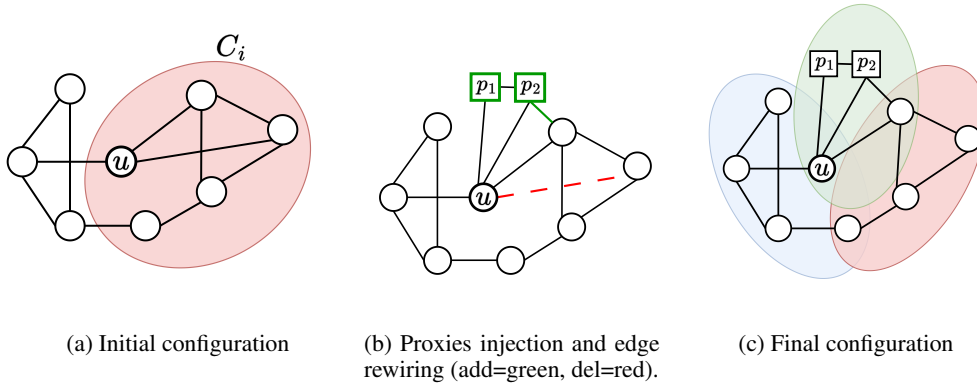 C_i
u
p_1 p_2
u
p_1 p_2
u
(a) Initial configuration
(b) Proxies injection and edge
rewiring (add=green, del=red).
(c) Final configuration